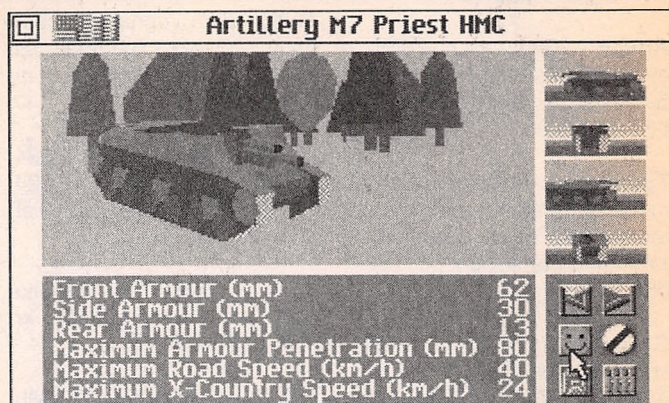 Artillery M7 Priest HMC
Front Armour (mm) 62
Side Armour (mm) 30
Rear Armour (mm) 13
Maximum Armour Penetration (mm) 80
Maximum Road Speed (km/h) 40
Maximum X-Country Speed (km/h) 24